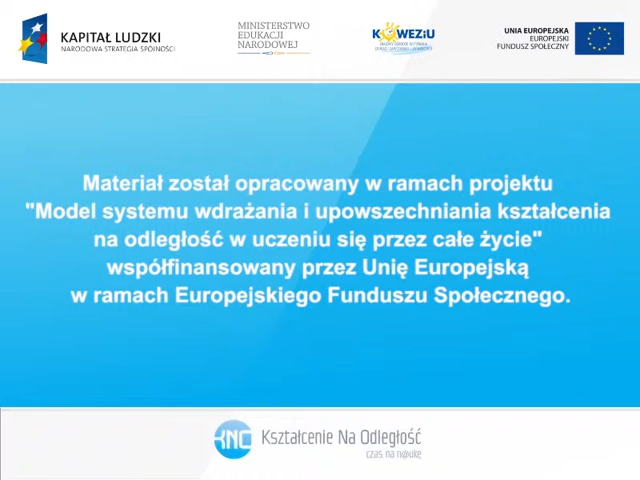 KAPITAŁ LUDZKI
NARODOWA STRATEGIA SPÓJNOŚCI
MINISTERSTWO
EDUKACJI
NARODOWEJ
KOWEZiU
UNIA EUROPEJSKA
EUROPEJSKI
FUNDUSZ SPOŁECZNY
Materiał został opracowany w ramach projektu
"Model systemu wdrażania i upowszechniania kształcenia
na odległość w uczeniu się przez całe życie"
współfinansowany przez Unię Europejską
w ramach Europejskiego Funduszu Społecznego.
KNO Kształcenie Na Odległość
czas na n@ukę